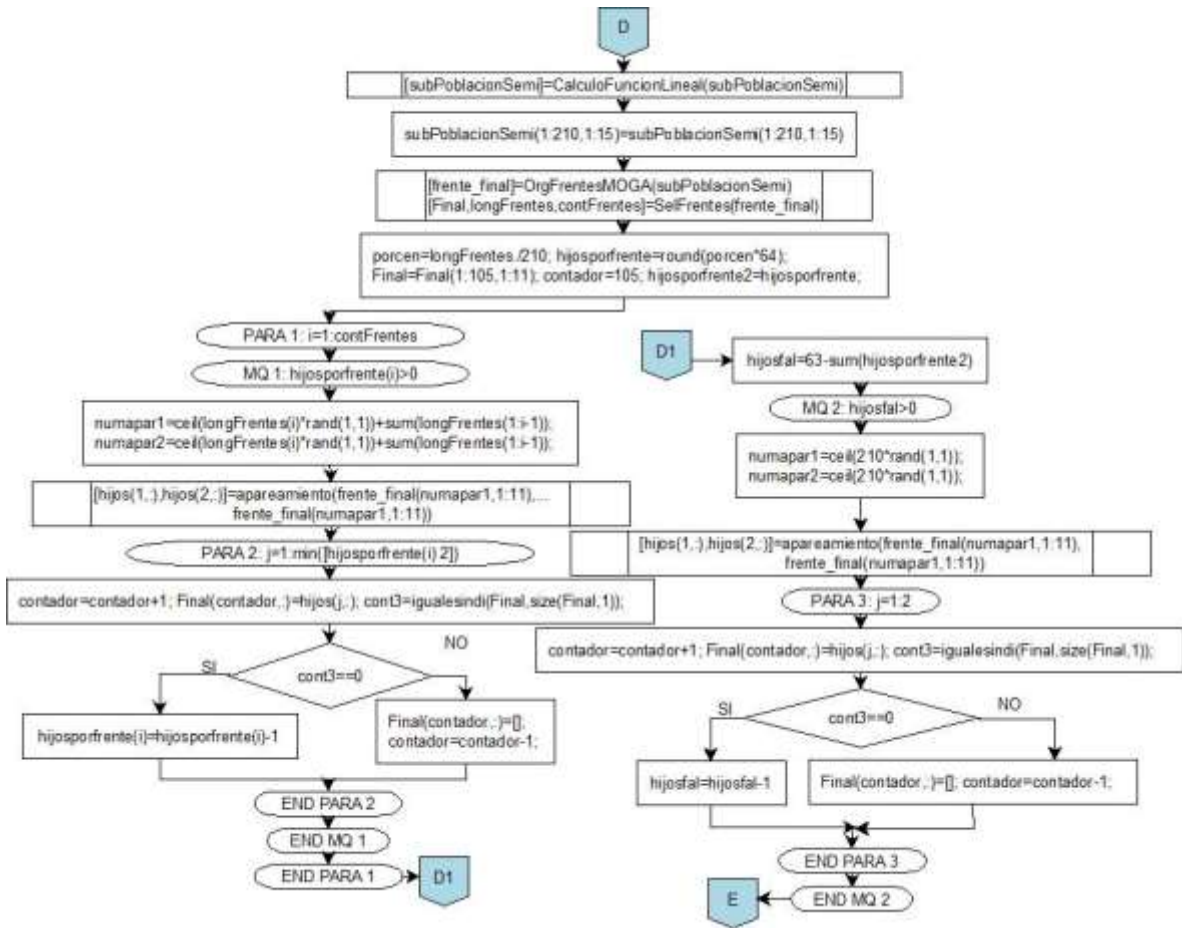 D
[subPoblacionSemi]=CalculoFuncionLineal(subPoblacionSemi)
subPoblacionSemi(1:210,1:15)=subPoblacionSemi(1:210,1:15)
[frente_final]=OrgFrentesMOGA(subPoblacionSemi)
[Final,longFrentes,contFrentes]=SelFrentes(frente_final)
porcen=longFrentes./210; hijosporfrente=round(porcen*64);
Final=Final(1:105,1:11); contador=105; hijosporfrente2=hijosporfrente;
PARA 1: i=1:contFrentes
MQ 1: hijosporfrente(i)>0
numapar1=ceil(longFrentes(i)*rand(1,1))+sum(longFrentes(1:i-1));
numapar2=ceil(longFrentes(i)*rand(1,1))+sum(longFrentes(1:i-1));
[hijos(1,:),hijos(2,:)]=apareamiento(frente_final(numapar1,1:11),...
frente_final(numapar1,1:11))
PARA 2: j=1:min([hijosporfrente(i) 2])
contador=contador+1; Final(contador,:)=hijos(j,:); cont3=igualesindi(Final,size(Final,1));
SI
NO
cont3==0
hijosporfrente(i)=hijosporfrente(i)-1
Final(contador,:)=[];
contador=contador-1;
END PARA 2
END MQ 1
END PARA 1
D1
D1
hijosfal=63-sum(hijosporfrente2)
MQ 2: hijosfal>0
numapar1=ceil(210*rand(1,1));
numapar2=ceil(210*rand(1,1));
[hijos(1,:),hijos(2,:)]=apareamiento(frente_final(numapar1,1:11),
frente_final(numapar1,1:11))
PARA 3: j=1:2
contador=contador+1; Final(contador,:)=hijos(j,:); cont3=igualesindi(Final,size(Final,1));
SI
NO
cont3==0
hijosfal=hijosfal-1
Final(contador,:)=[]; contador=contador-1;
END PARA 3
END MQ 2
E